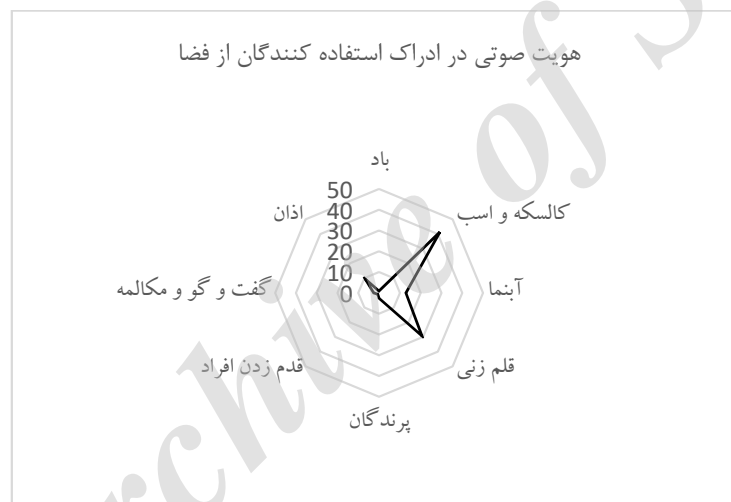 هویت صوتی در ادراک استفاده کنندگان از فضا
باد
50
40
30
20
10
0
کالسکه و اسب
آبنما
قلم زنی
پرندگان
قدم زدن افراد
گفت و گو و مکالمه
اذان